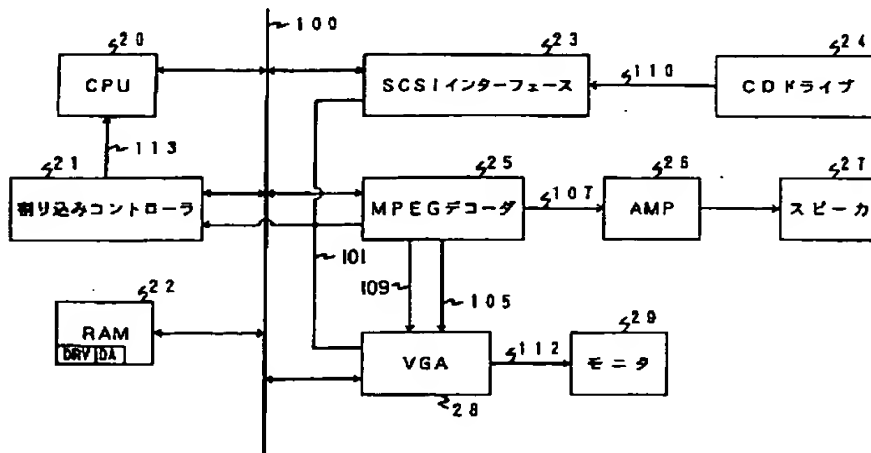 100
20
CPU
23
SCSIインターフェース
110
24
CDドライブ
113
21
割り込みコントローラ
25
MPEGデコーダ
107
26
AMP
27
スピーカ
101
109
105
22
RAM
DRV DA
VGA
28
112
29
モニタ